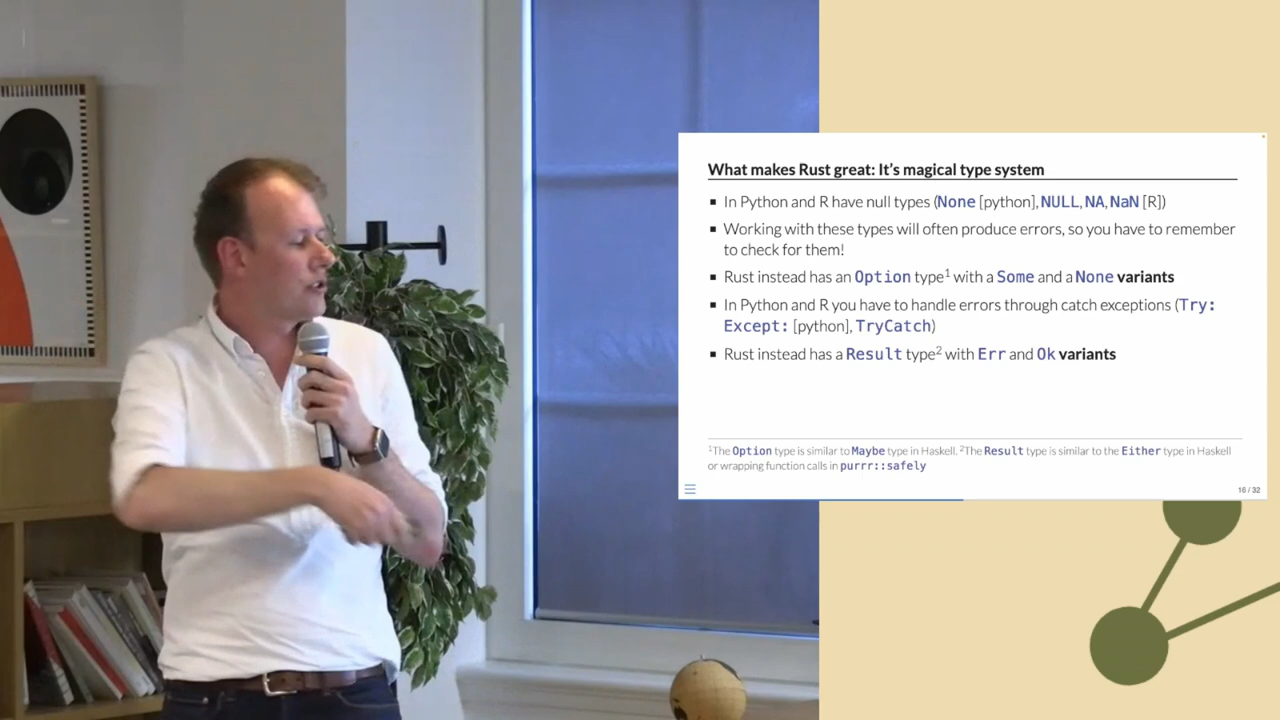 What makes Rust great: It's magical type system
▪ In Python and R have null types (None [python], NULL, NA, NaN [R])
▪ Working with these types will often produce errors, so you have to remember
to check for them!
▪ Rust instead has an Option type¹ with a Some and a None variants
▪ In Python and R you have to handle errors through catch exceptions (Try:
Except: [python], TryCatch)
▪ Rust instead has a Result type² with Err and Ok variants
¹The Option type is similar to Maybe type in Haskell. ²The Result type is similar to the Either type in Haskell
or wrapping function calls in purrr::safely
16 / 32